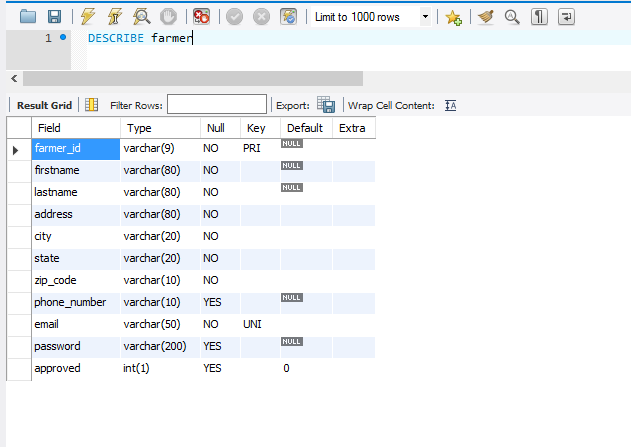 Limit to 1000 rows
1 DESCRIBE farmer
Result Grid Filter Rows: Export: Wrap Cell Content:
Field Type Null Key Default Extra
farmer_id varchar(9) NO PRI NULL
firstname varchar(80) NO NULL
lastname varchar(80) NO NULL
address varchar(80) NO
city varchar(20) NO
state varchar(20) NO
zip_code varchar(10) NO
phone_number varchar(10) YES NULL
email varchar(50) NO UNI
password varchar(200) YES NULL
approved int(1) YES 0